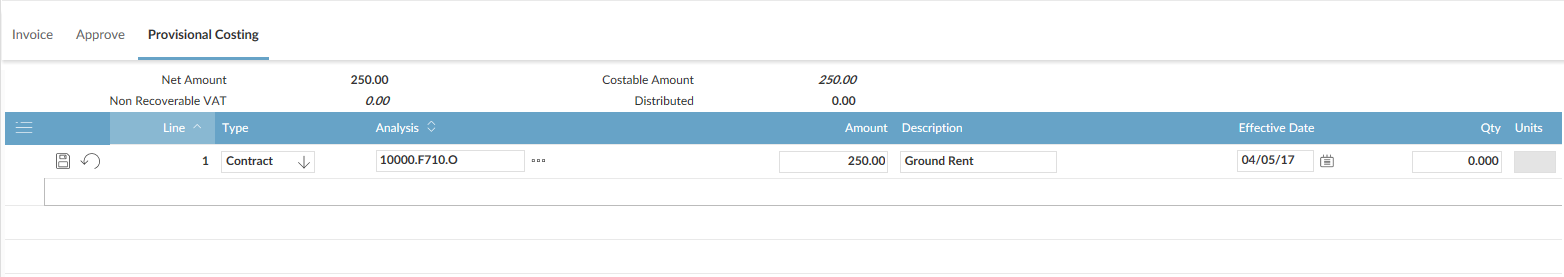 Invoice Approve Provisional Costing
Net Amount 250.00 Costable Amount 250.00
Non Recoverable VAT 0.00 Distributed 0.00
Line Type Analysis Amount Description Effective Date Qty Units
1 Contract 10000.F710.O 250.00 Ground Rent 04/05/17 0.000